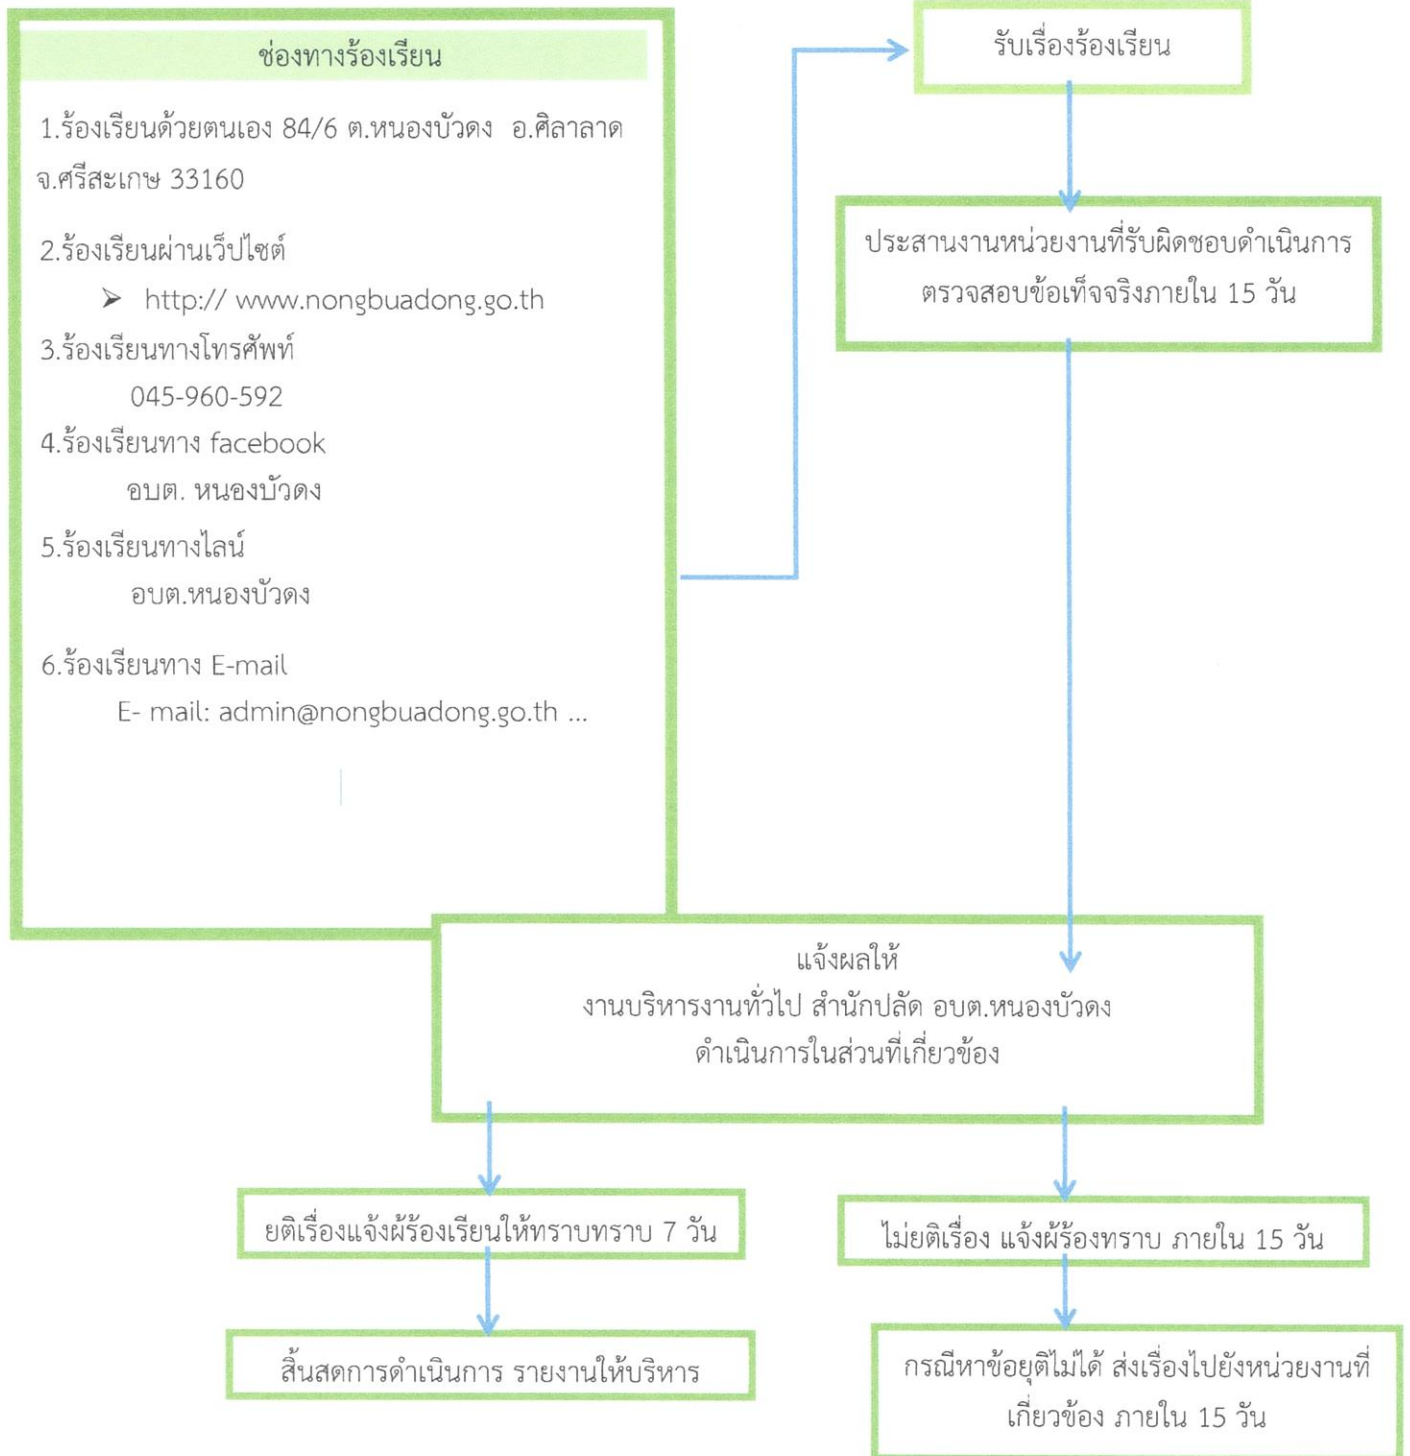 ช่องทางร้องเรียน
1.ร้องเรียนด้วยตนเอง 84/6 ต.หนองบัวดง อ.ศิลาลาด
จ.ศรีสะเกษ 33160
2.ร้องเรียนผ่านเว็ปไซต์
➢ http:// www.nongbuadong.go.th
3.ร้องเรียนทางโทรศัพท์
045-960-592
4.ร้องเรียนทาง facebook
อบต. หนองบัวดง
5.ร้องเรียนทางไลน์
อบต.หนองบัวดง
6.ร้องเรียนทาง E-mail
E- mail: admin@nongbuadong.go.th ...
รับเรื่องร้องเรียน
ประสานงานหน่วยงานที่รับผิดชอบดำเนินการ
ตรวจสอบข้อเท็จจริงภายใน 15 วัน
แจ้งผลให้
งานบริหารงานทั่วไป สำนักปลัด อบต.หนองบัวดง
ดำเนินการในส่วนที่เกี่ยวข้อง
ยติเรื่องแจ้งผู้ร้องเรียนให้ทราบทราบ 7 วัน
ไม่ยติเรื่อง แจ้งผู้ร้องทราบ ภายใน 15 วัน
สิ้นสดการดำเนินการ รายงานให้บริหาร
กรณีหาข้อยุติไม่ได้ ส่งเรื่องไปยังหน่วยงานที่
เกี่ยวข้อง ภายใน 15 วัน